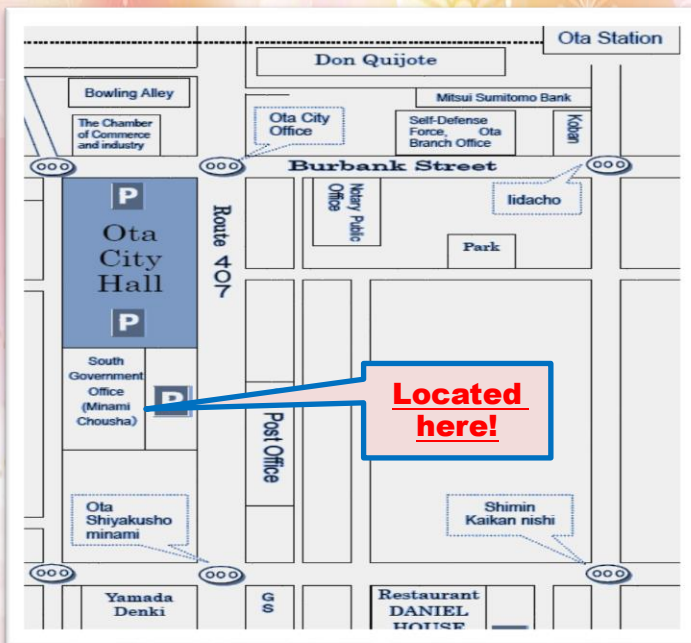 Ota Station
Don Quijote
Bowling Alley
Mitsui Sumitomo Bank
The Chamber
of Commerce
and industry
Ota City
Office
Self-Defense
Force, Ota
Branch Office
Koban
Burbank Street
Iidacho
P
Ota
City
Hall
P
Route 407
Notary Public
Office
Park
South
Government
Office
(Minami
Chousha)
P
Located
here!
Post Office
Ota
Shiyakusho
minami
Shimin
Kaikan nishi
Yamada
Denki
GS
Restaurant
DANIEL
HOUSE